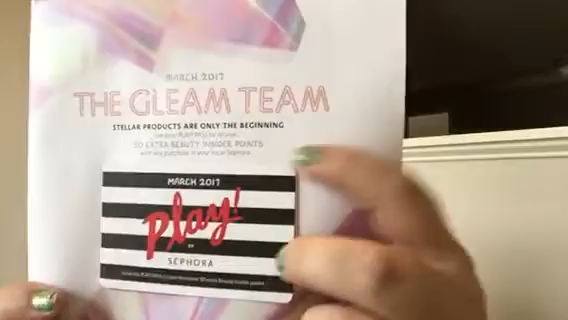 MARCH 2017
THE GLEAM TEAM
STELLAR PRODUCTS ARE ONLY THE BEGINNING
50 EXTRA BEAUTY INSIDER POINTS
MARCH 2017
Play!
BY
SEPHORA